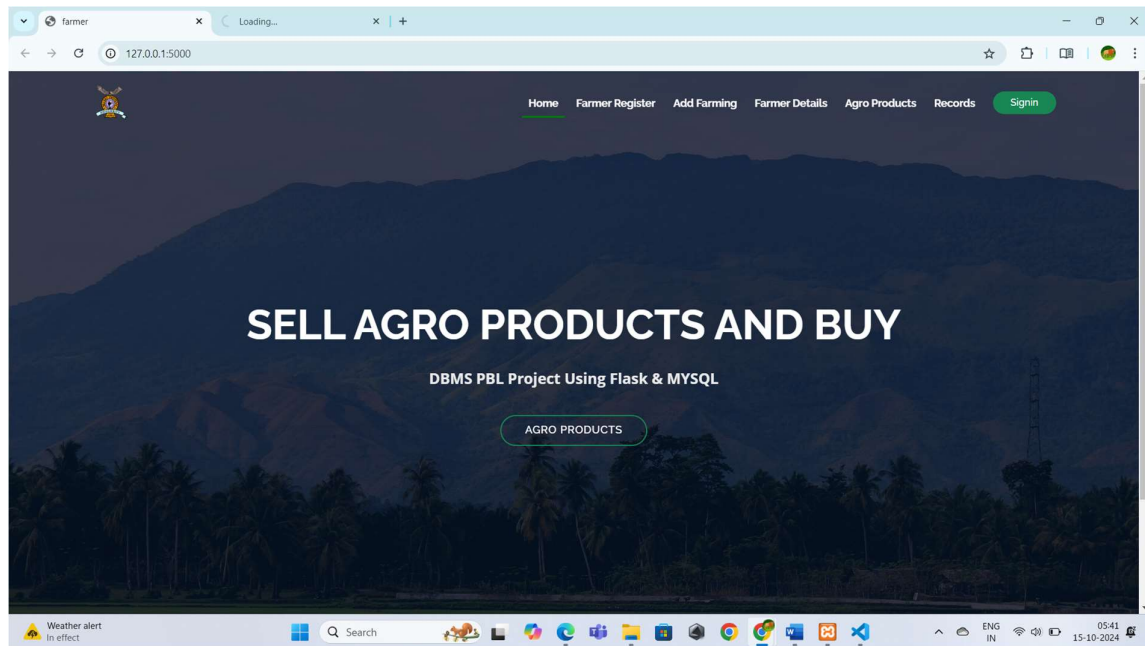 farmer
Loading...
127.0.0.1:5000
Home Farmer Register Add Farming Farmer Details Agro Products Records Signin
SELL AGRO PRODUCTS AND BUY
DBMS PBL Project Using Flask & MYSQL
AGRO PRODUCTS
Weather alert
In effect
Search
ENG
IN
05:41
15-10-2024